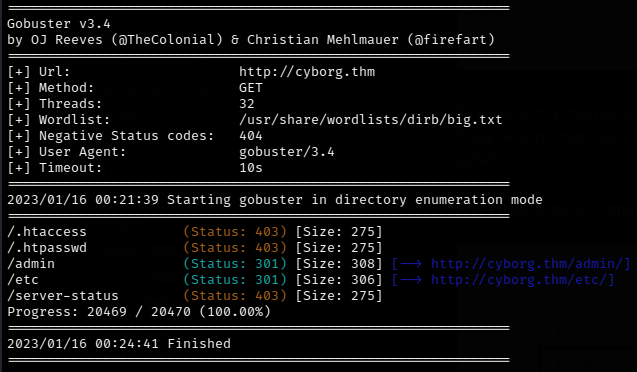 ===============================================================
Gobuster v3.4
by OJ Reeves (@TheColonial) & Christian Mehlmauer (@firefart)
===============================================================
[+] Url:                     http://cyborg.thm
[+] Method:                  GET
[+] Threads:                 32
[+] Wordlist:                /usr/share/wordlists/dirb/big.txt
[+] Negative Status codes:   404
[+] User Agent:              gobuster/3.4
[+] Timeout:                 10s
===============================================================
2023/01/16 00:21:39 Starting gobuster in directory enumeration mode
===============================================================
/.htaccess            (Status: 403) [Size: 275]
/.htpasswd            (Status: 403) [Size: 275]
/admin                (Status: 301) [Size: 308] [--> http://cyborg.thm/admin/]
/etc                  (Status: 301) [Size: 306] [--> http://cyborg.thm/etc/]
/server-status        (Status: 403) [Size: 275]
Progress: 20469 / 20470 (100.00%)
===============================================================
2023/01/16 00:24:41 Finished
===============================================================